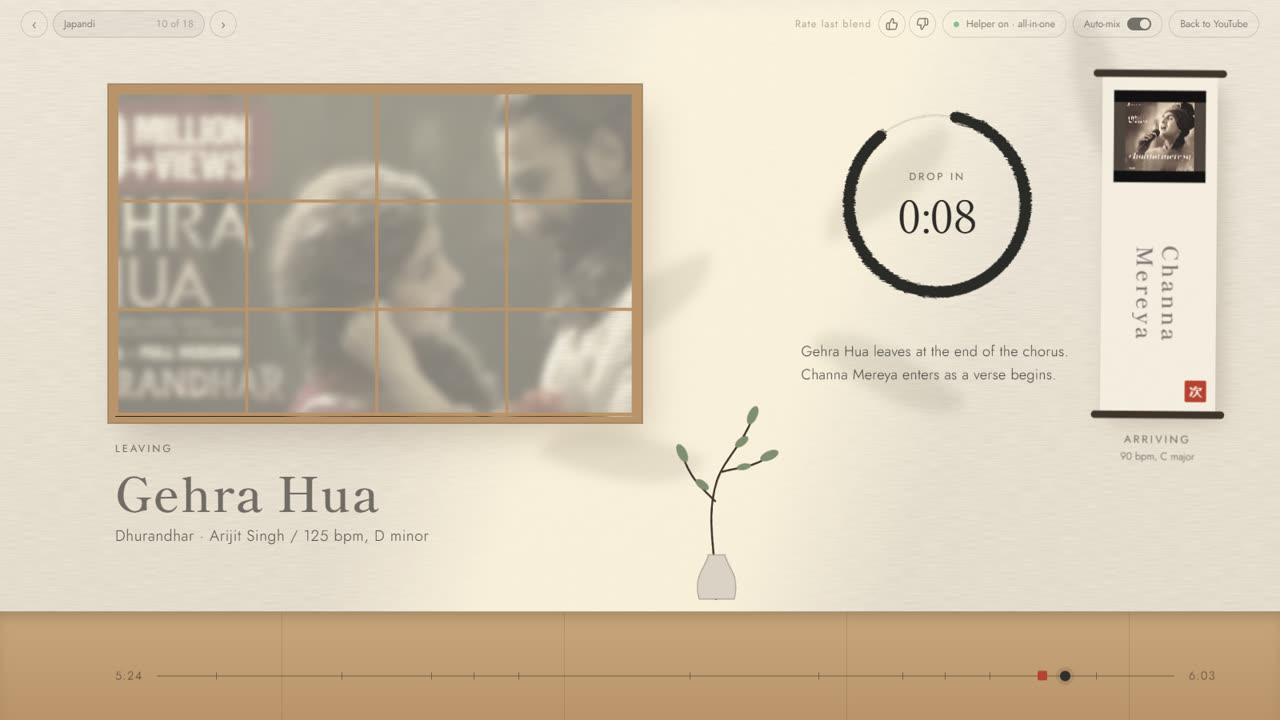 ‹
Japandi
10 of 18
›
Rate last blend
Helper on · all-in-one
Auto-mix
Back to YouTube
MILLION
+VIEWS
HRA
UA
RANDHAR
DROP IN
0:08
Gehra Hua leaves at the end of the chorus.
Channa Mereya enters as a verse begins.
Channa
Mereya
次
ARRIVING
90 bpm, C major
LEAVING
Gehra Hua
Dhurandhar · Arijit Singh / 125 bpm, D minor
5:24
6:03